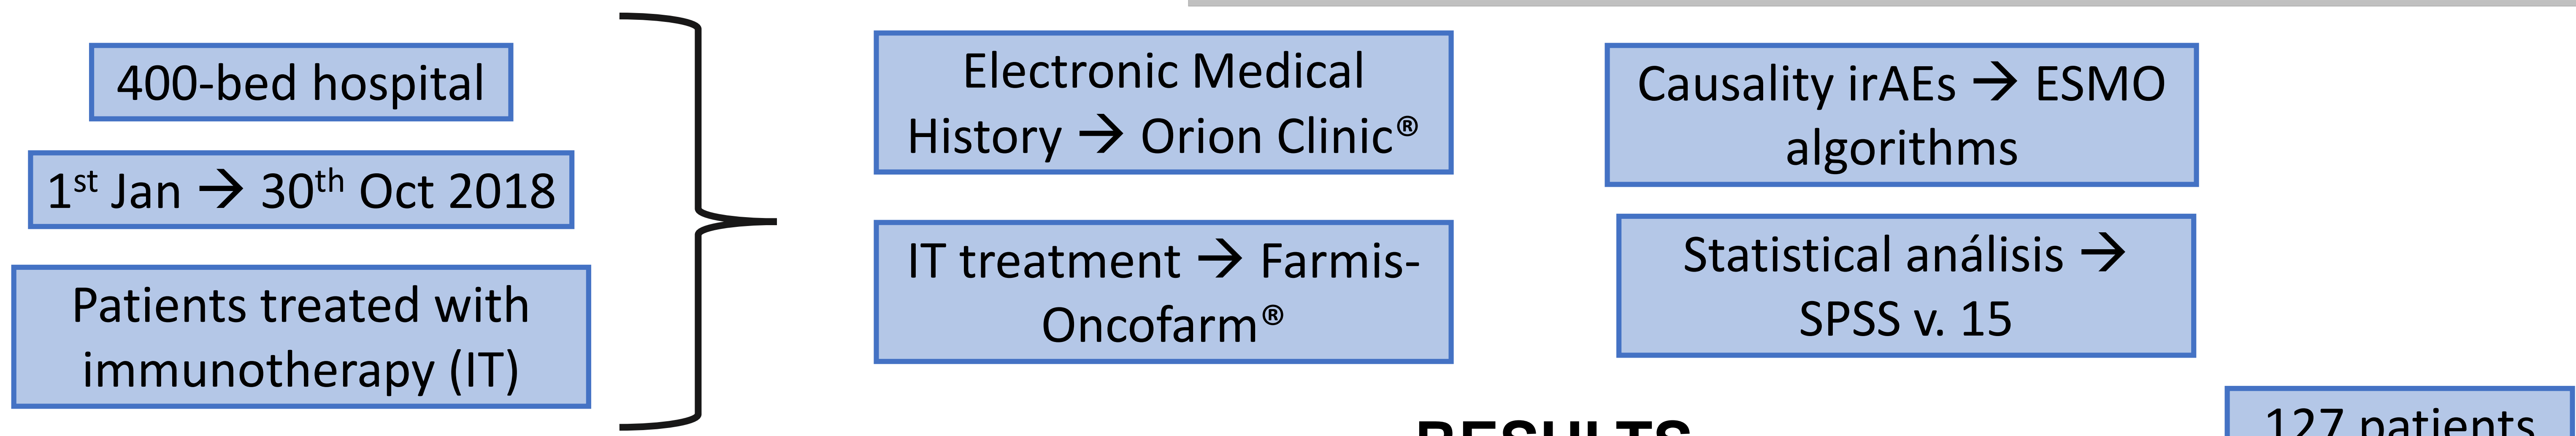 400-bed hospital
1st Jan → 30th Oct 2018
Patients treated with
immunotherapy (IT)
Electronic Medical
History → Orion Clinic®
IT treatment → Farmis-
Oncofarm®
Causality irAEs → ESMO
algorithms
Statistical análisis →
SPSS v. 15
RESULTS
127 patients